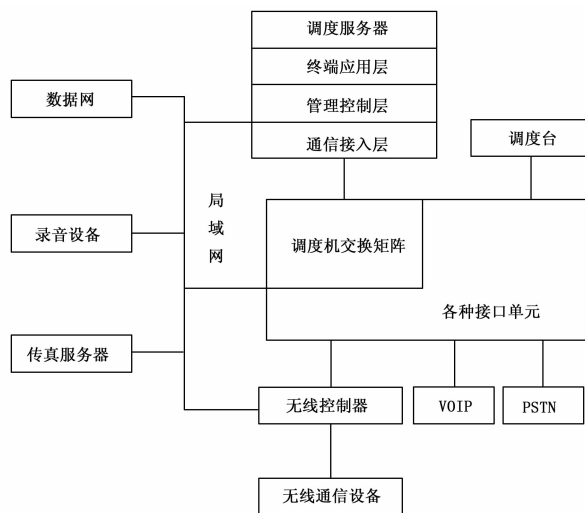 调度服务器
终端应用层
管理控制层
通信接入层
数据网
调度台
局域网
录音设备
调度机交换矩阵
各种接口单元
传真服务器
无线控制器
VOIP
PSTN
无线通信设备